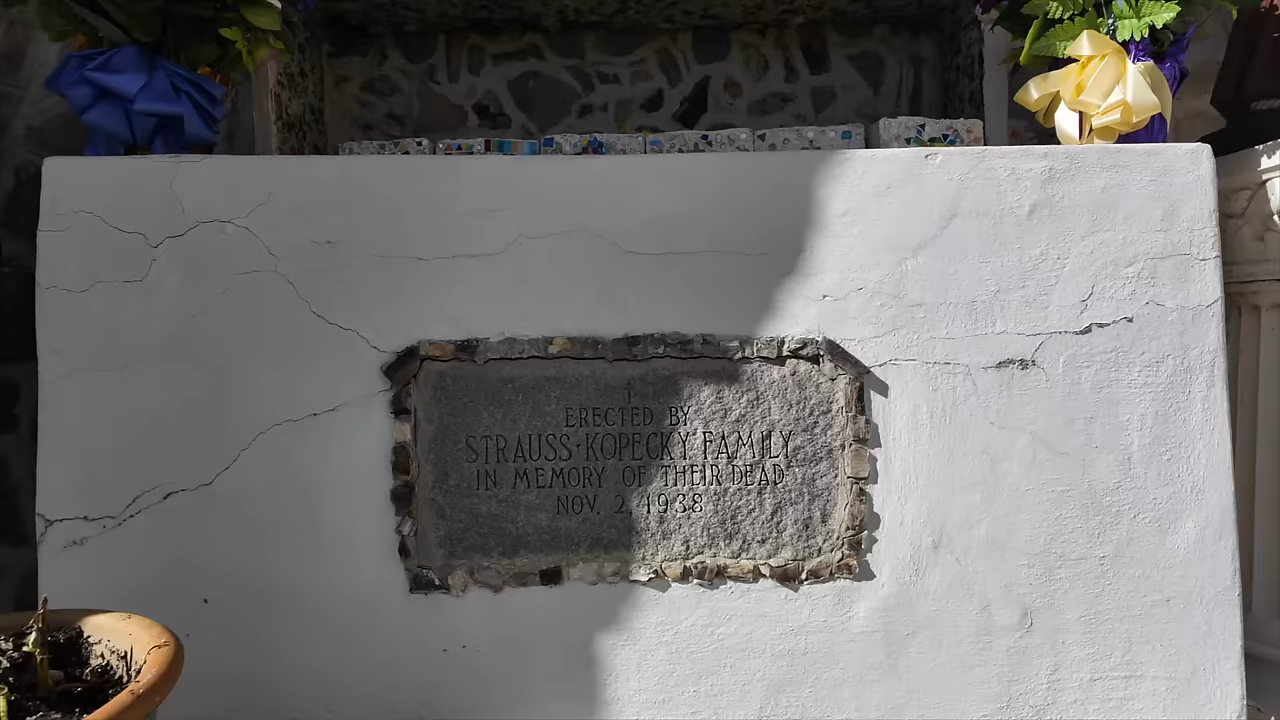 ERECTED BY
STRAUSS·KOPECKY FAMILY
IN MEMORY OF THEIR DEAD
NOV. 2, 1938